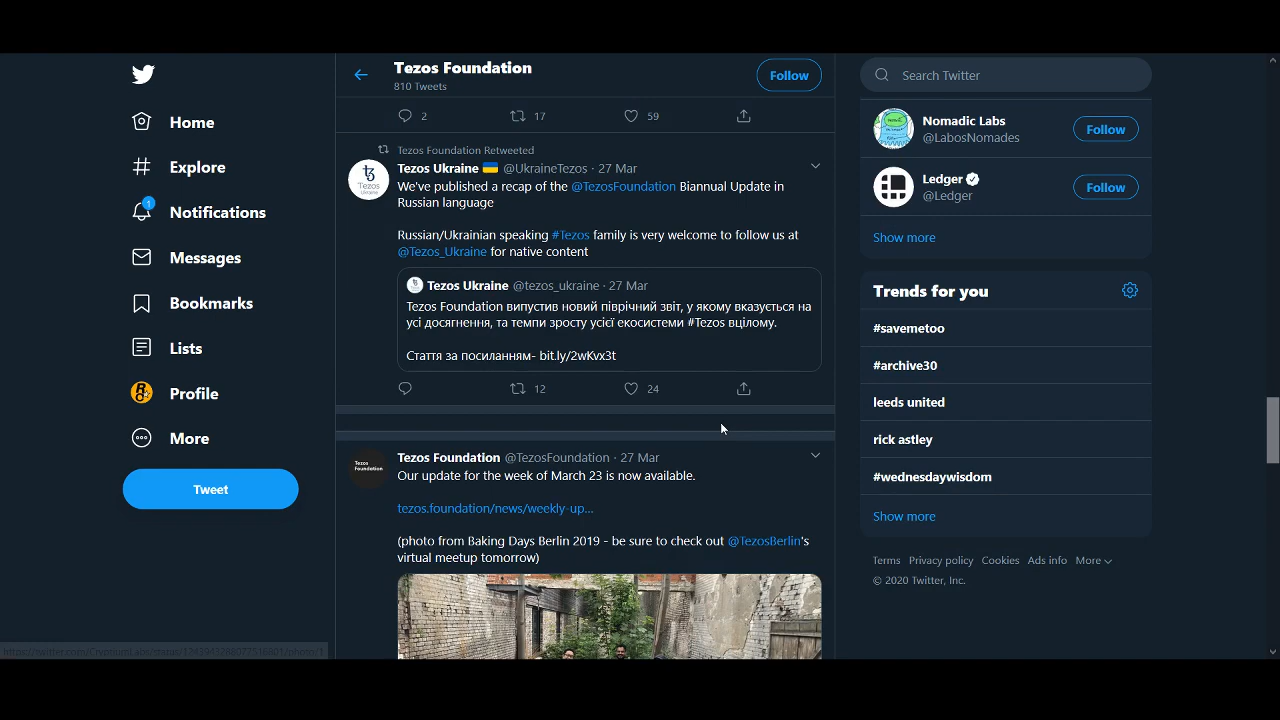 Home
Explore
1
Notifications
Messages
Bookmarks
Lists
Profile
More
Tweet
Tezos Foundation
810 Tweets
Follow
2 17 59
Tezos Foundation Retweeted
Tezos Ukraine @UkraineTezos · 27 Mar
We've published a recap of the @TezosFoundation Biannual Update in
Russian language
Russian/Ukrainian speaking #Tezos family is very welcome to follow us at
@Tezos_Ukraine for native content
Tezos Ukraine @tezos_ukraine · 27 Mar
Tezos Foundation випустив новий піврічний звіт, у якому вказується на
усі досягнення, та темпи зросту усієї екосистеми #Tezos вцілому.
Стаття за посиланням- bit.ly/2wKvx3t
12 24
Tezos
Foundation
Tezos Foundation @TezosFoundation · 27 Mar
Our update for the week of March 23 is now available.
tezos.foundation/news/weekly-up...
(photo from Baking Days Berlin 2019 - be sure to check out @TezosBerlin's
virtual meetup tomorrow)
Search Twitter
Nomadic Labs
@LabosNomades
Follow
Ledger
@Ledger
Follow
Show more
Trends for you
#savemetoo
#archive30
leeds united
rick astley
#wednesdaywisdom
Show more
Terms Privacy policy Cookies Ads info More
© 2020 Twitter, Inc.